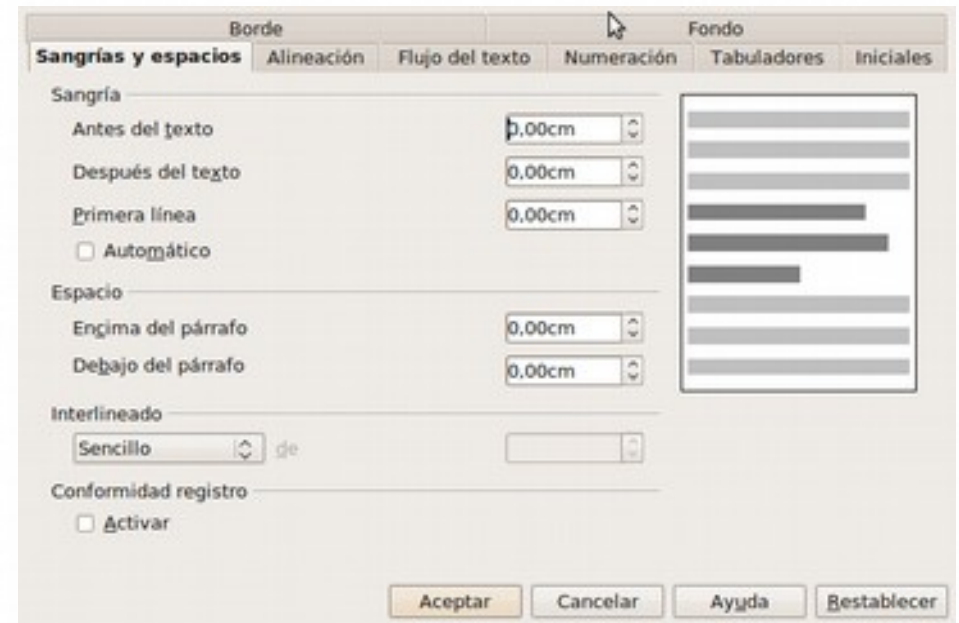 Borde Fondo
Sangrías y espacios Alineación Flujo del texto Numeración Tabuladores Iniciales
Sangría
Antes del texto 0,00cm
Después del texto 0,00cm
Primera línea 0,00cm
Automático
Espacio
Encima del párrafo 0,00cm
Debajo del párrafo 0,00cm
Interlineado
Sencillo de
Conformidad registro
Activar
Aceptar Cancelar Ayuda Restablecer